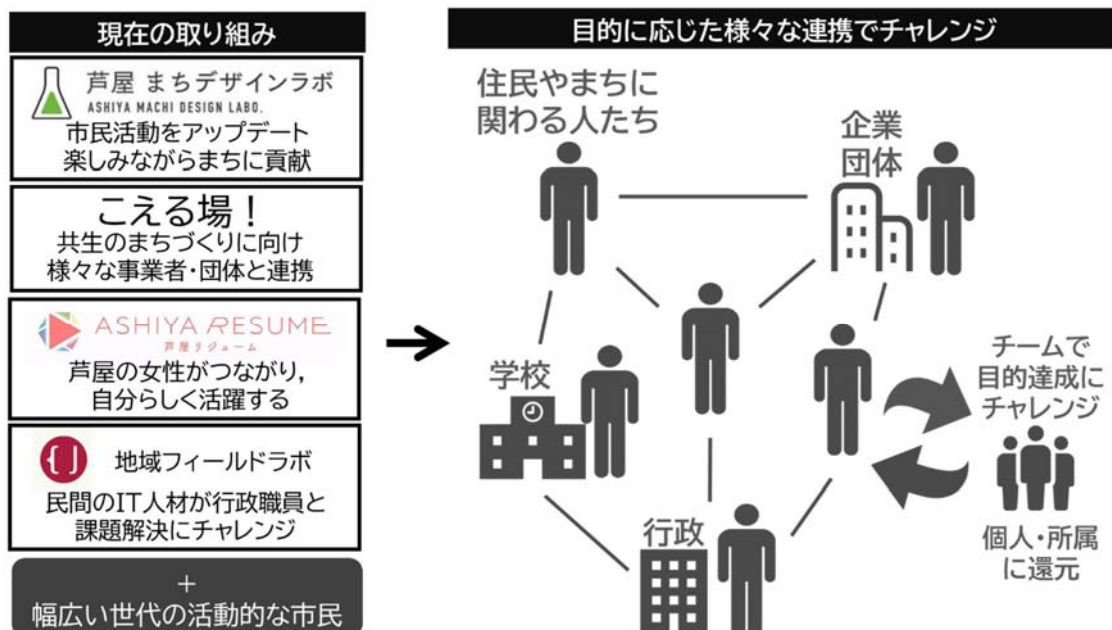 現在の取り組み
芦屋 まちデザインラボ
ASHIYA MACHI DESIGN LABO.
市民活動をアップデート
楽しみながらまちに貢献
こえる場！
共生のまちづくりに向け
様々な事業者・団体と連携
ASHIYA RESUME
芦屋リジューム
芦屋の女性がつながり，
自分らしく活躍する
地域フィールドラボ
民間のIT人材が行政職員と
課題解決にチャレンジ
＋
幅広い世代の活動的な市民
目的に応じた様々な連携でチャレンジ
住民やまちに
関わる人たち
企業
団体
学校
行政
チームで
目的達成に
チャレンジ
個人・所属
に還元